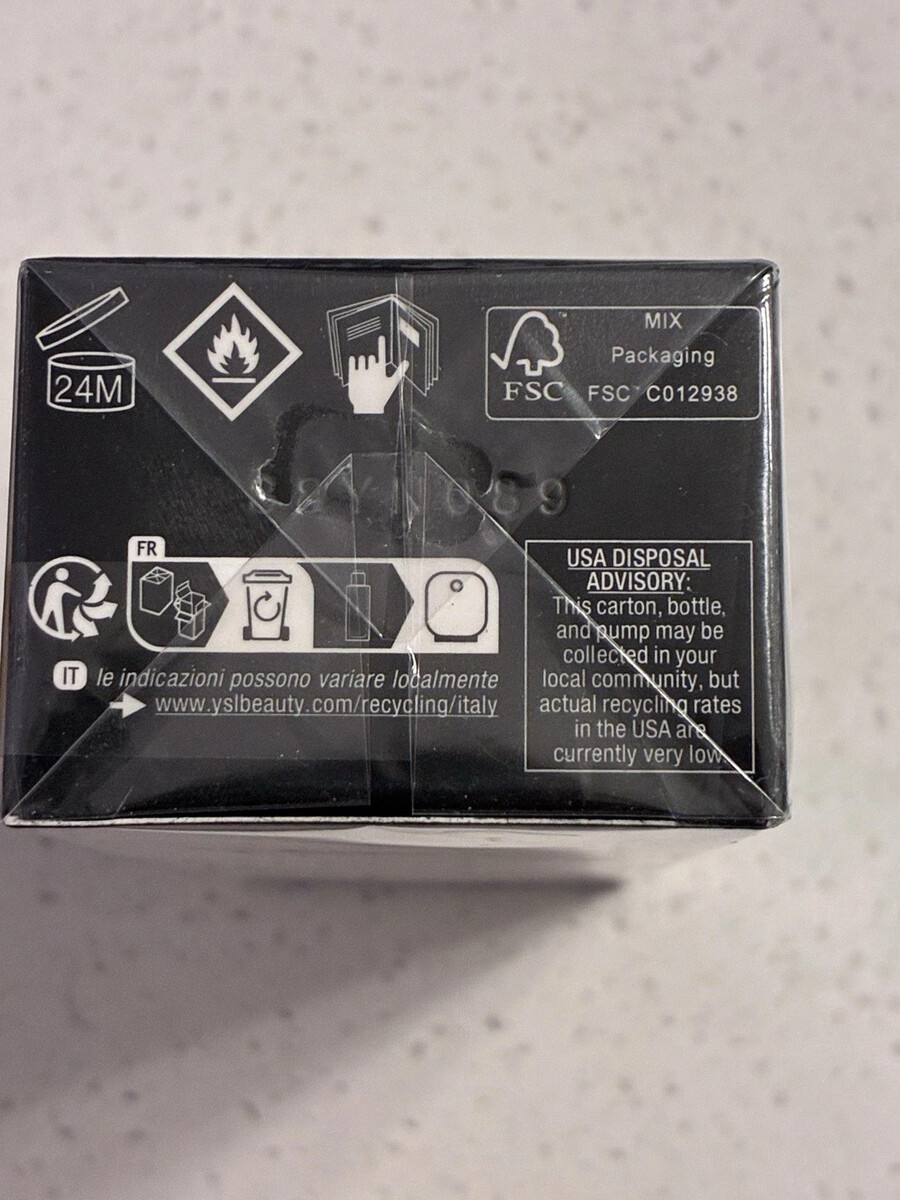 24M
FSC
MIX
Packaging
FSC C012938
FR
IT le indicazioni possono variare localmente
www.yslbeauty.com/recycling/italy
USA DISPOSAL
ADVISORY:
This carton, bottle,
and pump may be
collected in your
local community, but
actual recycling rates
in the USA are
currently very low.